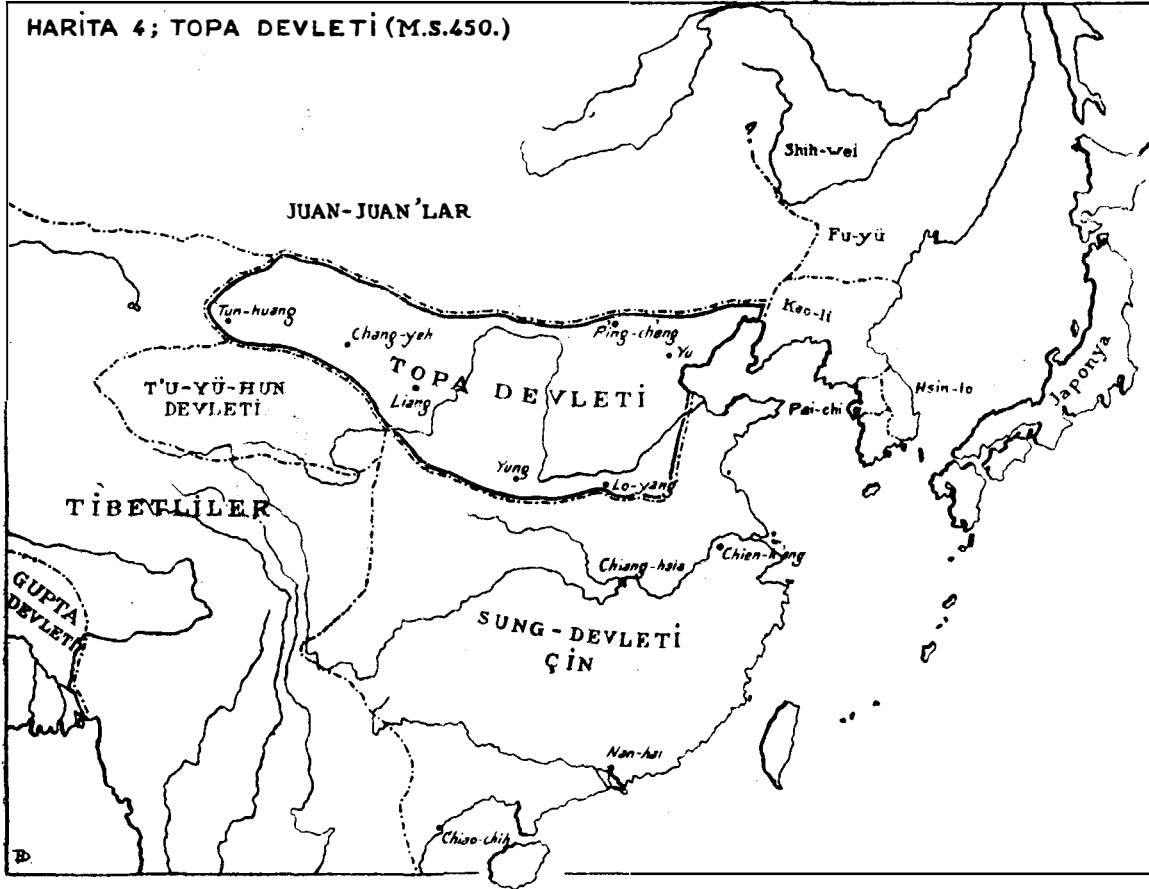 HARİTA 4; TOPA DEVLETİ (M.S.450.)
Shih-wei
JUAN-JUAN'LAR
Fu-yü
Tun-huang
Kao-li
Ping-cheng
Chang-yeh
Yu
TOPA DEVLETİ
Liang
T'U-YÜ-HUN
DEVLETİ
Hsin-lo
Pai-chi
Japonya
Yung
Lo-yang
TİBETLİLER
Chien-kang
Chiang-hsia
GUPTA
DEVLETİ
SUNG-DEVLETİ
ÇİN
Nan-hai
Chiao-chih